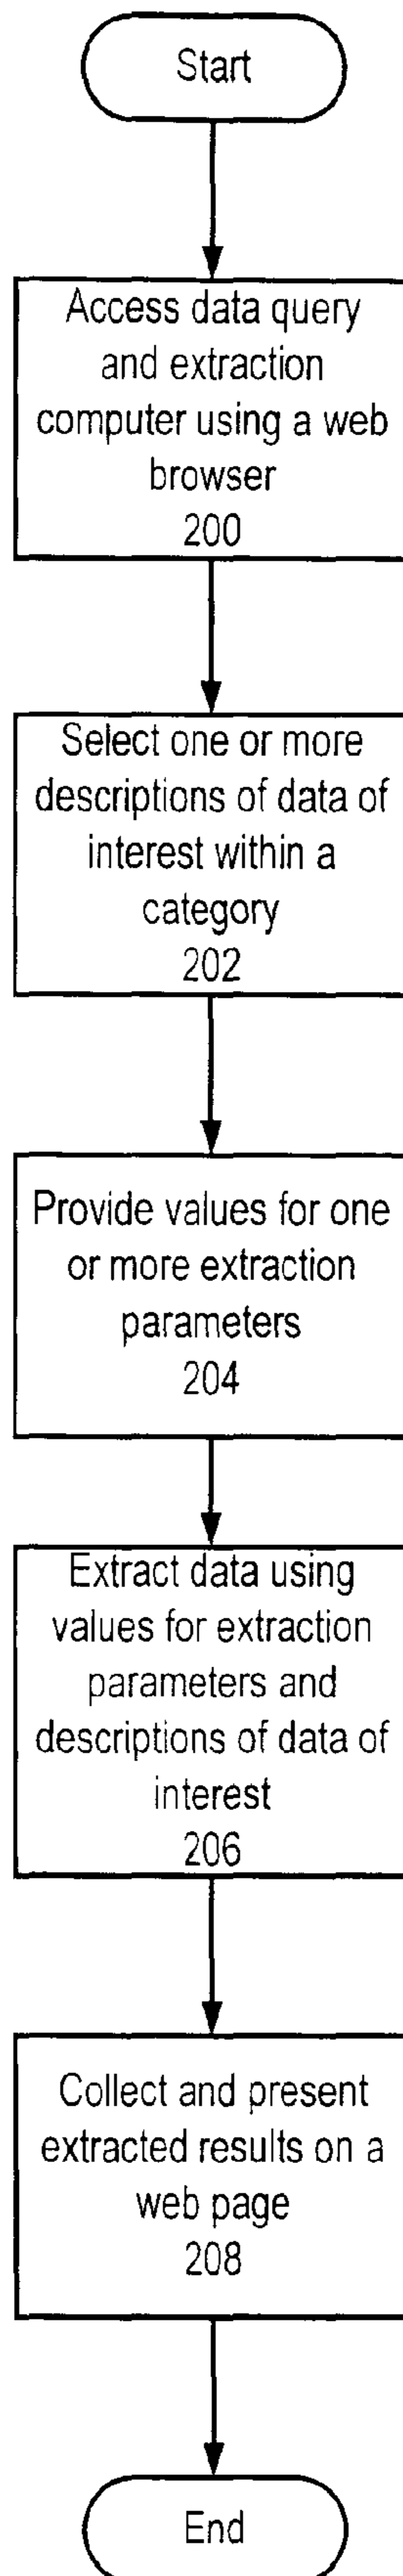 Start
Access data query
and extraction
computer using a web
browser
200
Select one or more
descriptions of data of
interest within a
category
202
Provide values for one
or more extraction
parameters
204
Extract data using
values for extraction
parameters and
descriptions of data of
interest
206
Collect and present
extracted results on a
web page
208
End